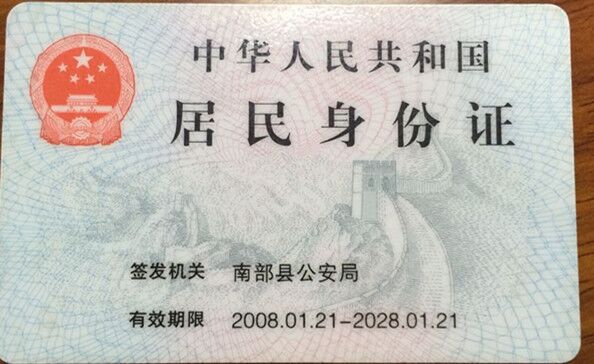 中华人民共和国
居民身份证
签发机关 南部县公安局
有效期限 2008.01.21-2028.01.21